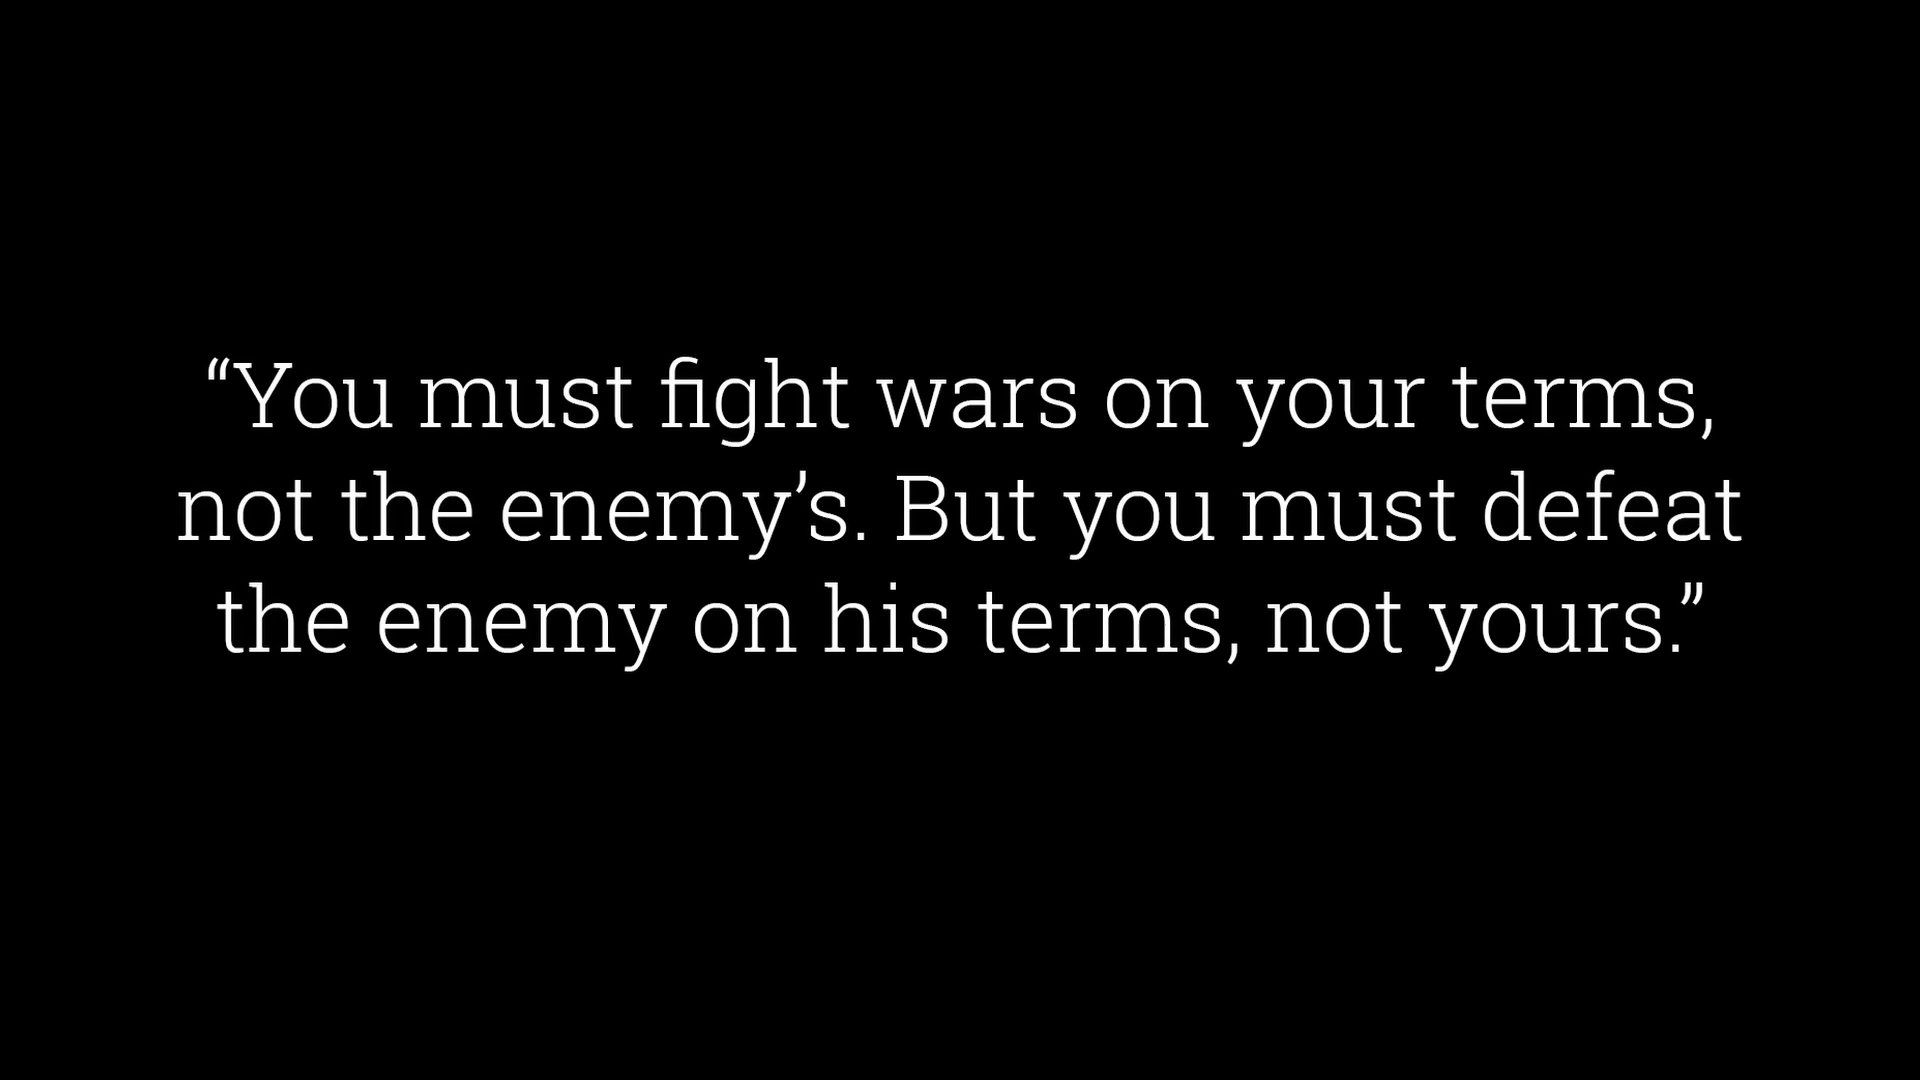 “You must fight wars on your terms,
not the enemy’s. But you must defeat
the enemy on his terms, not yours.”